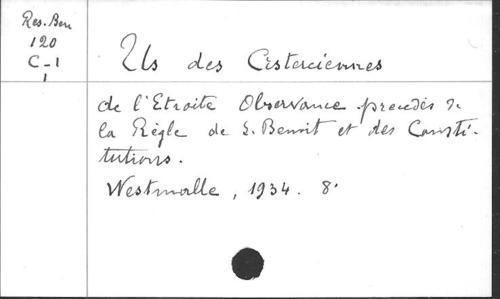 Res. Ben
120
C-1
1
Us des Cisterciennes
de l'Etroite Observance précédés de
la Règle de S. Benoit et des Consti-
tutions.
Westmalle, 1934. 8°